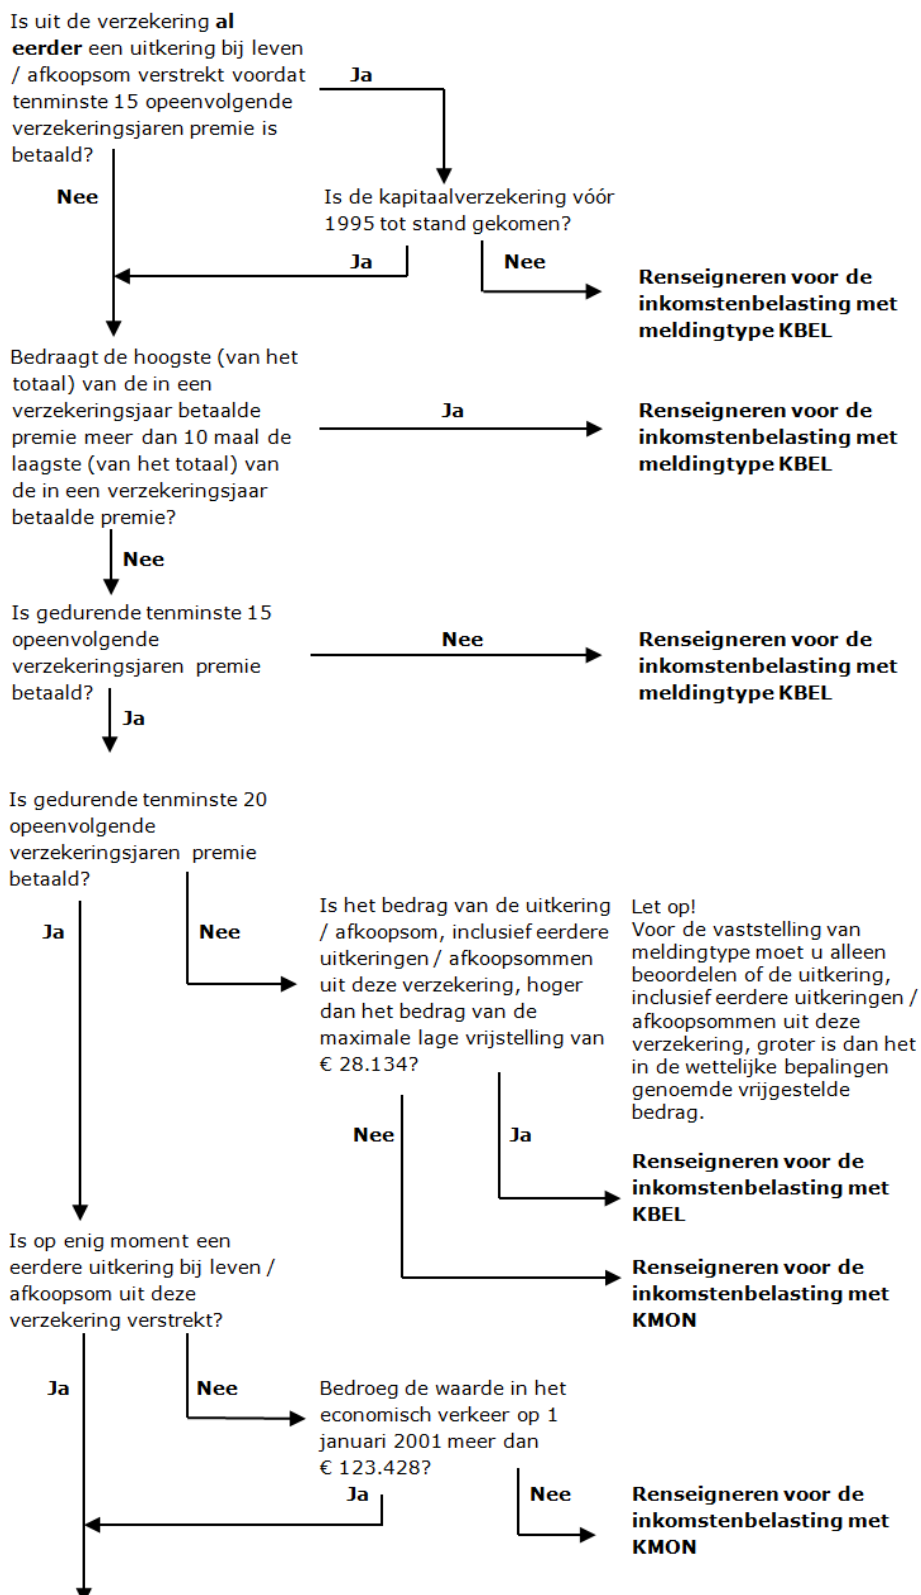 Is uit de verzekering al
eerder een uitkering bij leven
/ afkoopsom verstrekt voordat
tenminste 15 opeenvolgende
verzekeringsjaren premie is
betaald?
Ja
Nee
Is de kapitaalverzekering vóór
1995 tot stand gekomen?
Ja
Nee
Renseigneren voor de
inkomstenbelasting met
meldingtype KBEL
Bedraagt de hoogste (van het
totaal) van de in een
verzekeringsjaar betaalde
premie meer dan 10 maal de
laagste (van het totaal) van
de in een verzekeringsjaar
betaalde premie?
Ja
Renseigneren voor de
inkomstenbelasting met
meldingtype KBEL
Nee
Is gedurende tenminste 15
opeenvolgende
verzekeringsjaren premie
betaald?
Nee
Renseigneren voor de
inkomstenbelasting met
meldingtype KBEL
Ja
Is gedurende tenminste 20
opeenvolgende
verzekeringsjaren premie
betaald?
Ja
Nee
Is het bedrag van de uitkering
/ afkoopsom, inclusief eerdere
uitkeringen / afkoopsommen
uit deze verzekering, hoger
dan het bedrag van de
maximale lage vrijstelling van
€ 28.134?
Let op!
Voor de vaststelling van
meldingtype moet u alleen
beoordelen of de uitkering,
inclusief eerdere uitkeringen /
afkoopsommen uit deze
verzekering, groter is dan het
in de wettelijke bepalingen
genoemde vrijgestelde
bedrag.
Nee
Ja
Renseigneren voor de
inkomstenbelasting met
KBEL
Renseigneren voor de
inkomstenbelasting met
KMON
Is op enig moment een
eerdere uitkering bij leven /
afkoopsom uit deze
verzekering verstrekt?
Ja
Nee
Bedroeg de waarde in het
economisch verkeer op 1
januari 2001 meer dan
€ 123.428?
Ja
Nee
Renseigneren voor de
inkomstenbelasting met
KMON